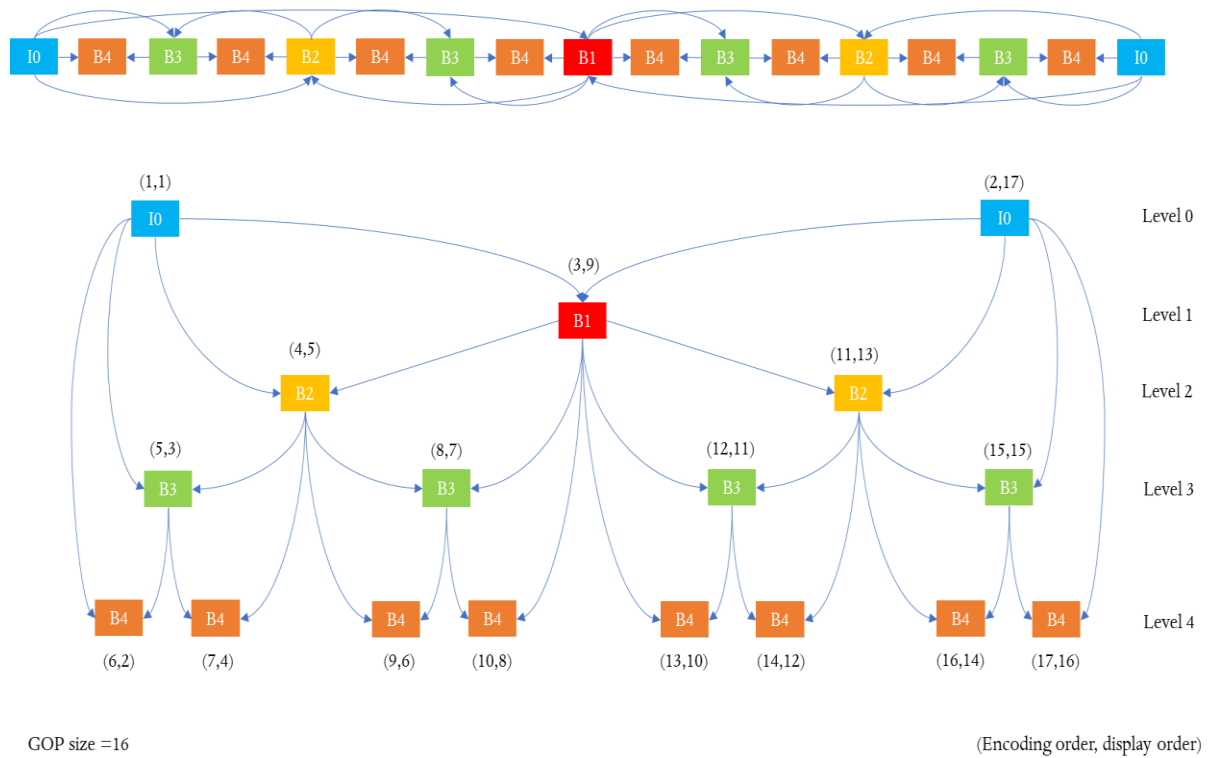 I0 B4 B3 B4 B2 B4 B3 B4 B1 B4 B3 B4 B2 B4 B3 B4 I0
(1,1) (2,17)
I0 I0 Level 0
(3,9)
B1 Level 1
(4,5) (11,13)
B2 B2 Level 2
(5,3) (8,7) (12,11) (15,15)
B3 B3 B3 B3 Level 3
B4 B4 B4 B4 B4 B4 B4 B4 Level 4
(6,2) (7,4) (9,6) (10,8) (13,10) (14,12) (16,14) (17,16)
GOP size =16 (Encoding order, display order)